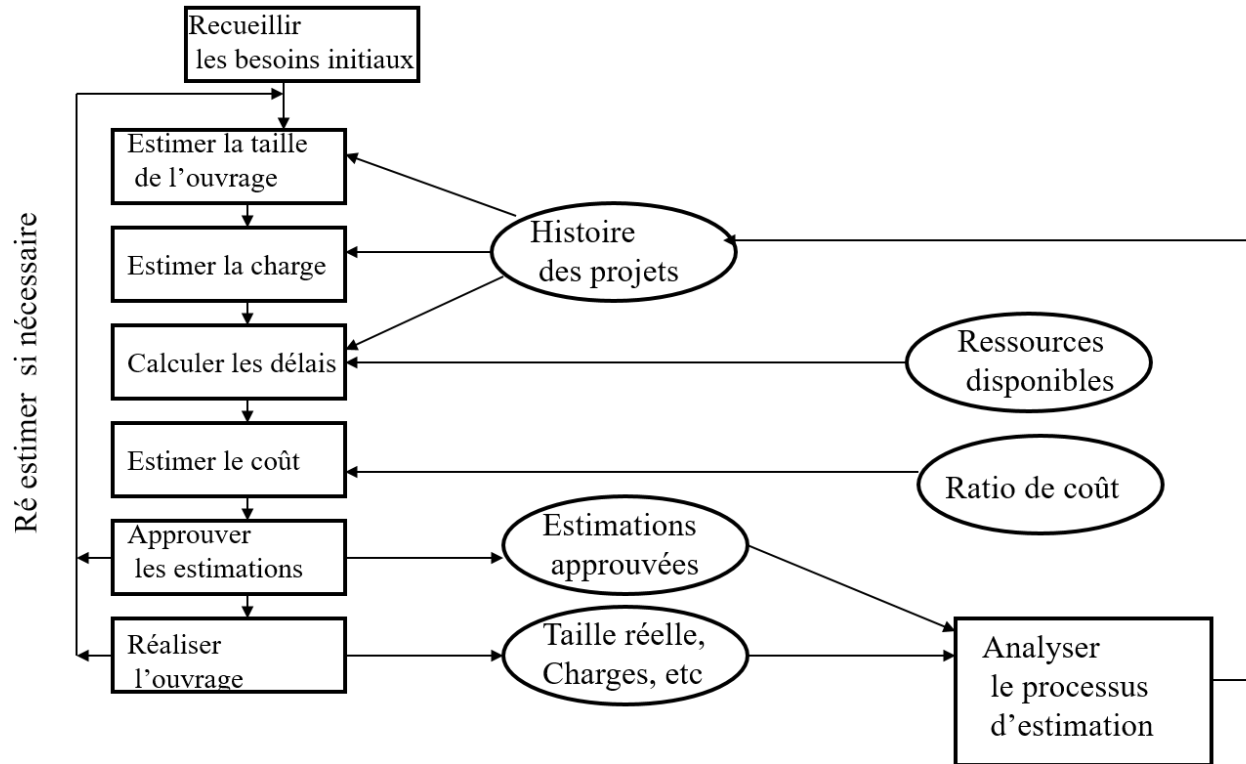 Recueillir
les besoins initiaux
Estimer la taille
de l’ouvrage
Histoire
des projets
Estimer la charge
Ressources
disponibles
Calculer les délais
Estimer le coût
Ratio de coût
Approuver
les estimations
Estimations
approuvées
Réaliser
l’ouvrage
Taille réelle,
Charges, etc
Analyser
le processus
d’estimation
Ré estimer si nécessaire